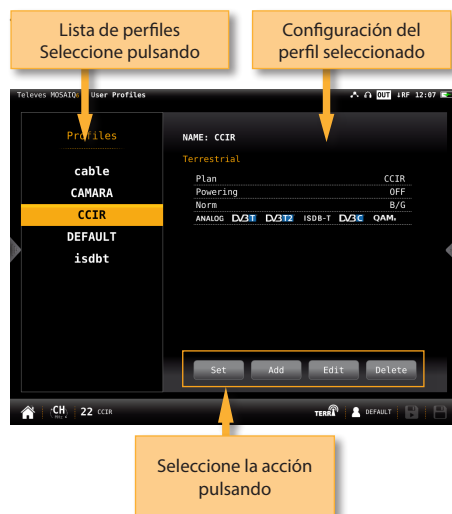 Lista de perfiles
Seleccione pulsando
Configuración del
perfil seleccionado
Televes MOSAIQ6 User Profiles
OUT ↓RF 12:07
Profiles
cable
CAMARA
CCIR
DEFAULT
isdbt
NAME: CCIR
Terrestrial
Plan CCIR
Powering OFF
Norm B/G
ANALOG DVB T DVB T2 ISDB-T DVB C QAM
Set Add Edit Delete
CH 22 CCIR
TERR DEFAULT
Seleccione la acción
pulsando